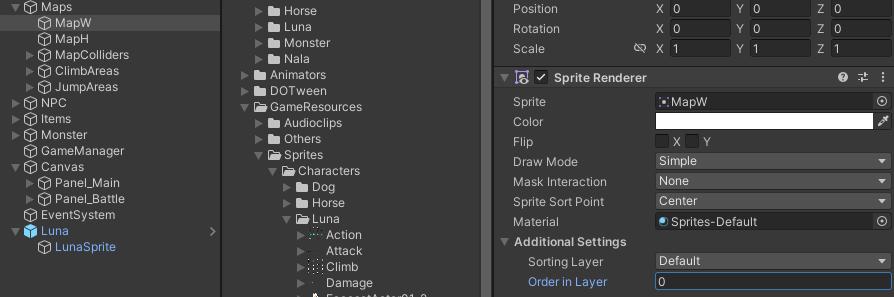 Maps
MapW
MapH
MapColliders
ClimbAreas
JumpAreas
NPC
Items
Monster
GameManager
Canvas
Panel_Main
Panel_Battle
EventSystem
Luna
LunaSprite
Horse
Luna
Monster
Nala
Animators
DOTween
GameResources
Audioclips
Others
Sprites
Characters
Dog
Horse
Luna
Action
Attack
Climb
Damage
Position X 0 Y 0 Z 0
Rotation X 0 Y 0 Z 0
Scale X 1 Y 1 Z 1
Sprite Renderer
Sprite MapW
Color
Flip X Y
Draw Mode Simple
Mask Interaction None
Sprite Sort Point Center
Material Sprites-Default
Additional Settings
Sorting Layer Default
Order in Layer 0